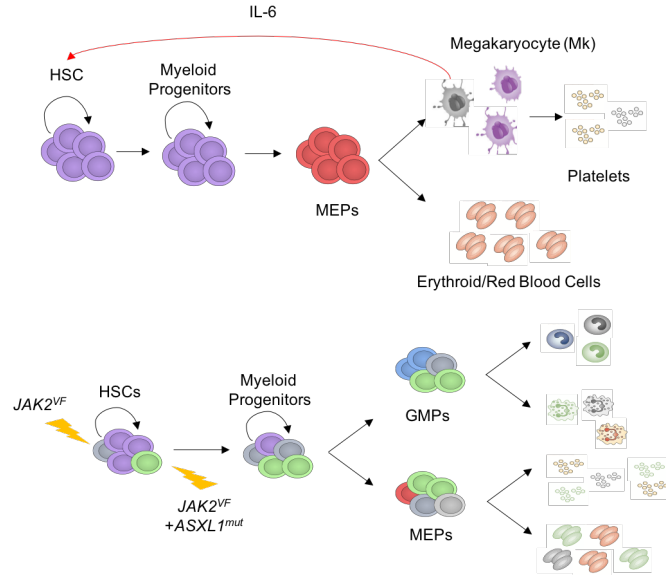 IL-6
Megakaryocyte (Mk)
HSC
Myeloid
Progenitors
MEPs
Platelets
Erythroid/Red Blood Cells
JAK2VF
HSCs
Myeloid
Progenitors
GMPs
JAK2VF
+ASXL1mut
MEPs